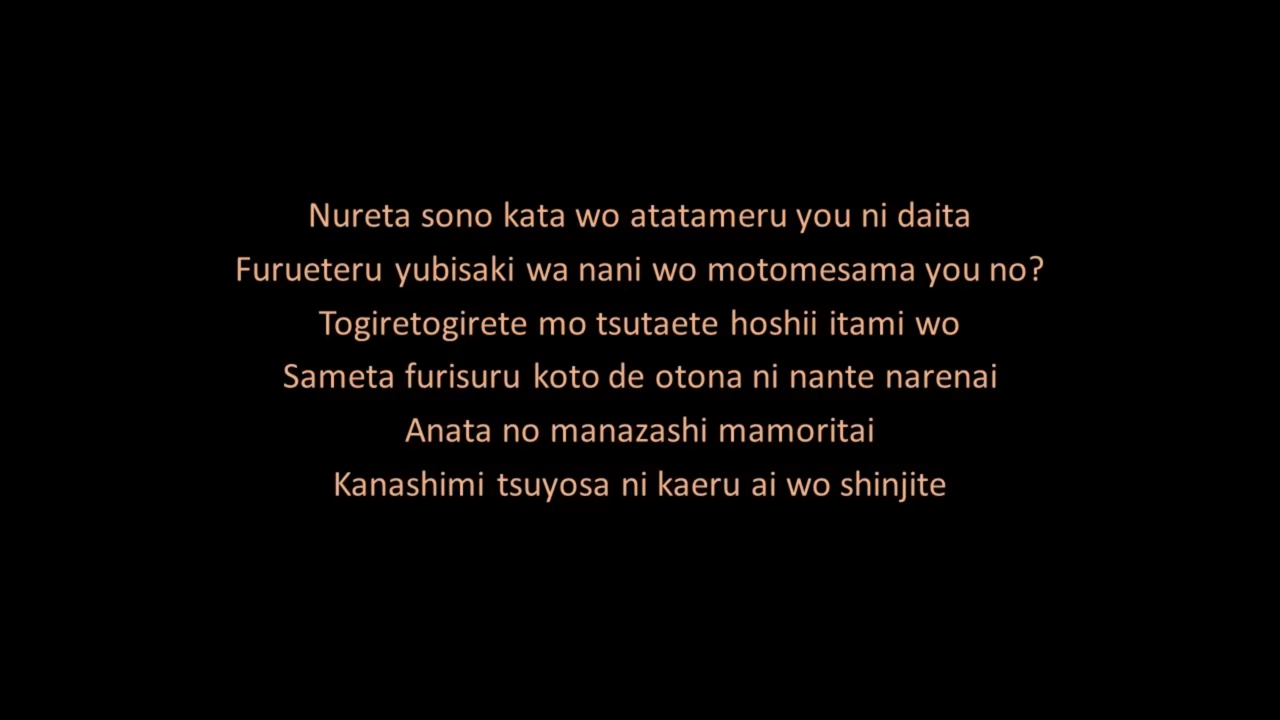 Nureta sono kata wo atatameru you ni daita
Furueteru yubisaki wa nani wo motomesama you no?
Togiretogirete mo tsutaete hoshii itami wo
Sameta furisuru koto de otona ni nante narenai
Anata no manazashi mamoritai
Kanashimi tsuyosa ni kaeru ai wo shinjite